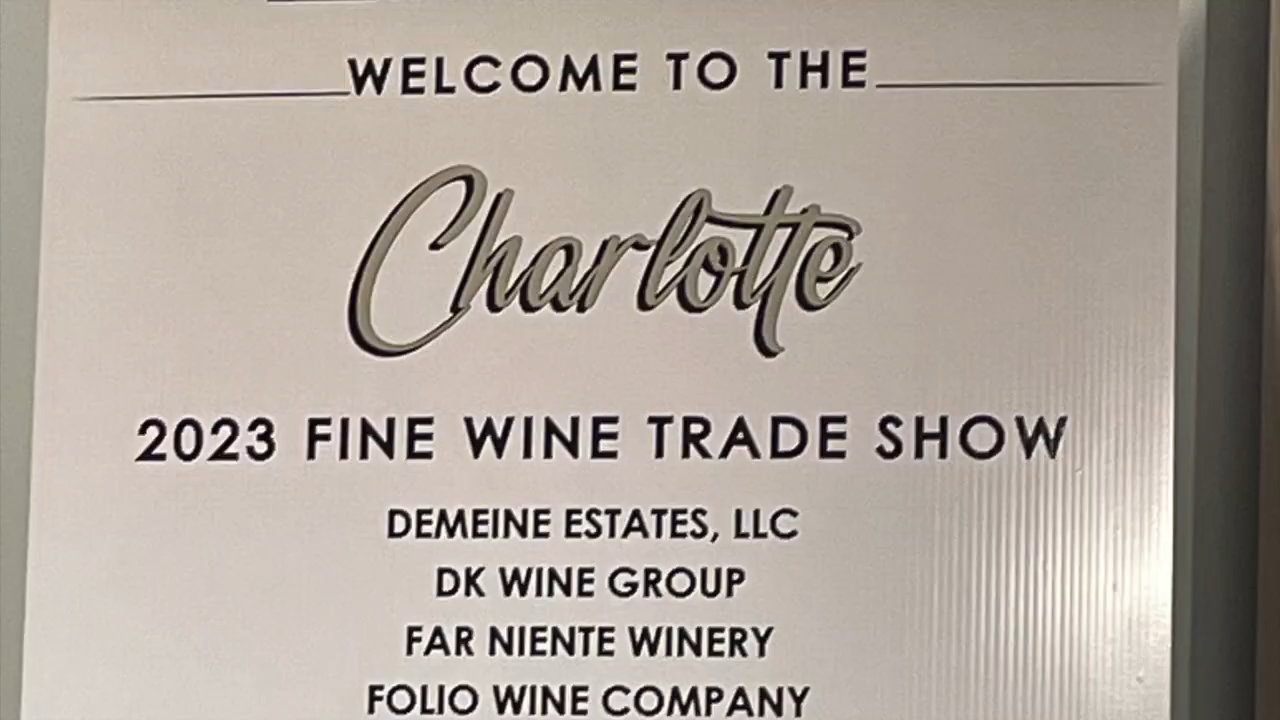 WELCOME TO THE
Charlotte
2023 FINE WINE TRADE SHOW
DEMEINE ESTATES, LLC
DK WINE GROUP
FAR NIENTE WINERY
FOLIO WINE COMPANY